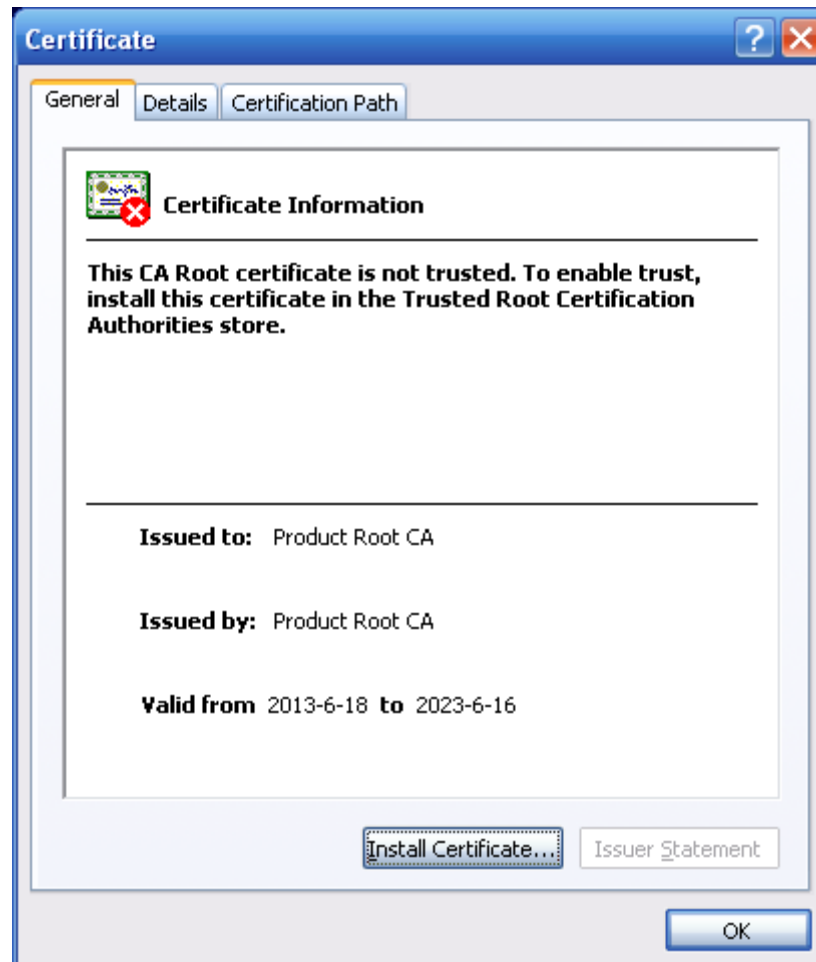 Certificate
General Details Certification Path
Certificate Information
This CA Root certificate is not trusted. To enable trust,
install this certificate in the Trusted Root Certification
Authorities store.
Issued to: Product Root CA
Issued by: Product Root CA
Valid from 2013-6-18 to 2023-6-16
Install Certificate... Issuer Statement
OK